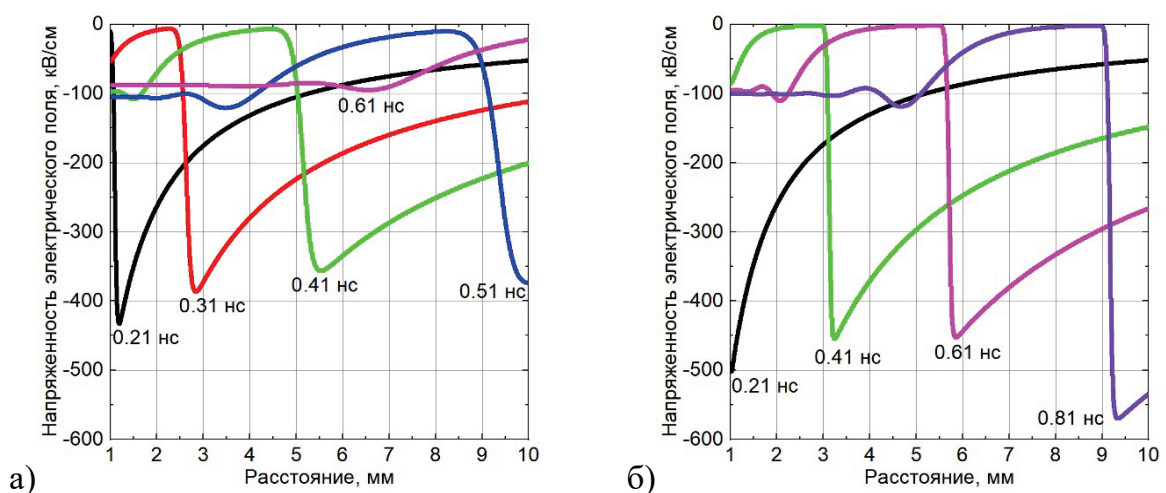 Напряженность электрического поля, кВ/см
0
-100
-200
-300
-400
-500
-600
0.61 нс
0.21 нс
0.31 нс
0.41 нс
0.51 нс
1 2 3 4 5 6 7 8 9 10
Расстояние, мм
а)
Напряженность электрического поля, кВ/см
0
-100
-200
-300
-400
-500
-600
0.21 нс
0.41 нс
0.61 нс
0.81 нс
1 2 3 4 5 6 7 8 9 10
Расстояние, мм
б)